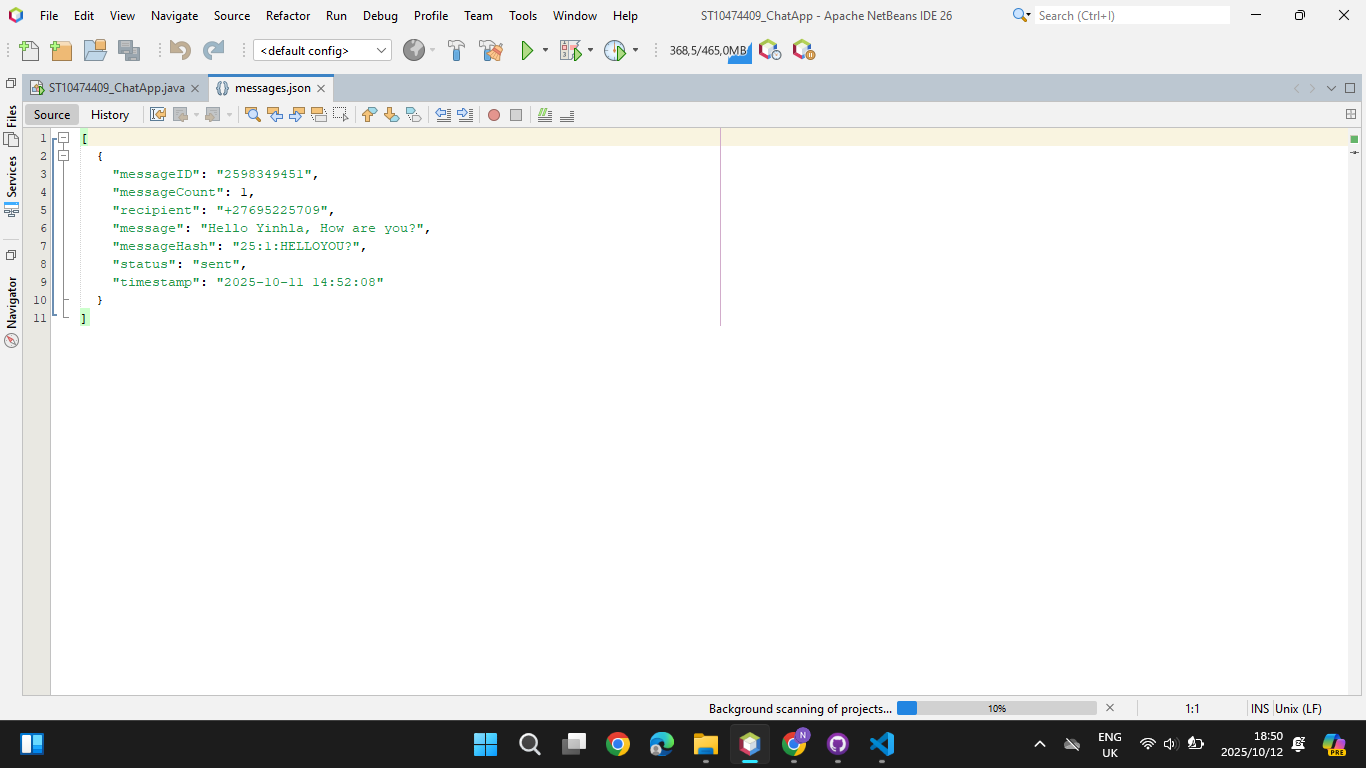 File Edit View Navigate Source Refactor Run Debug Profile Team Tools Window Help ST10474409_ChatApp - Apache NetBeans IDE 26 Search (Ctrl+I)
<default config> 368,5/465,0MB
ST10474409_ChatApp.java messages.json
Source History
Files
Services
Navigator
1 [
2 {
3 "messageID": "2598349451",
4 "messageCount": 1,
5 "recipient": "+27695225709",
6 "message": "Hello Yinhla, How are you?",
7 "messageHash": "25:1:HELLOYOU?",
8 "status": "sent",
9 "timestamp": "2025-10-11 14:52:08"
10 }
11 ]
Background scanning of projects... 10% 1:1 INS Unix (LF)
N
ENG
UK
18:50
2025/10/12
PRE